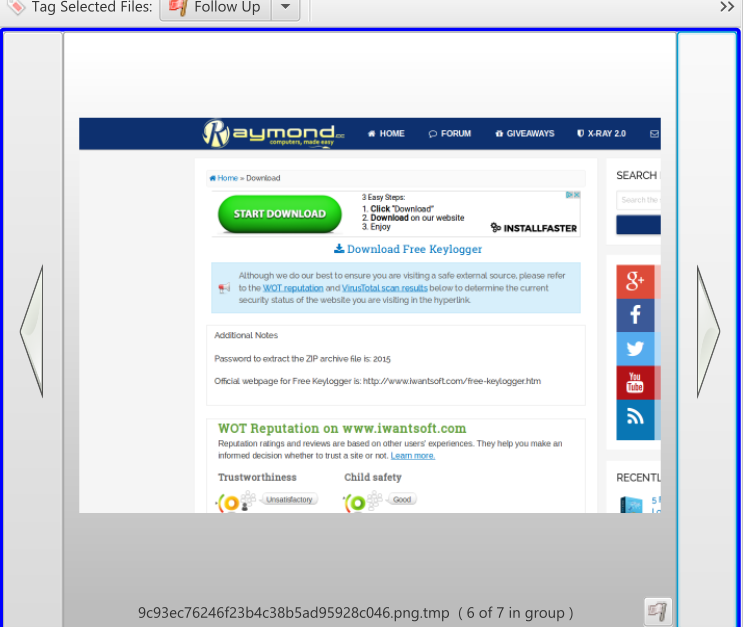 Tag Selected Files: Follow Up
Raymond.CC
computers, made easy
HOME FORUM GIVEAWAYS X-RAY 2.0
Home » Download
SEARCH
START DOWNLOAD
3 Easy Steps:
1. Click "Download"
2. Download on our website
3. Enjoy
INSTALLFASTER
Search the
Download Free Keylogger
Although we do our best to ensure you are visiting a safe external source, please refer
to the WOT reputation and VirusTotal scan results below to determine the current
security status of the website you are visiting in the hyperlink.
Additional Notes
Password to extract the ZIP archive file is: 2015
Official webpage for Free Keylogger is: http://www.iwantsoft.com/free-keylogger.htm
You
Tube
WOT Reputation on www.iwantsoft.com
Reputation ratings and reviews are based on other users' experiences. They help you make an
informed decision whether to trust a site or not. Learn more.
Trustworthiness Child safety
Unsatisfactory Good
RECENTL
5
9c93ec76246f23b4c38b5ad95928c046.png.tmp ( 6 of 7 in group )